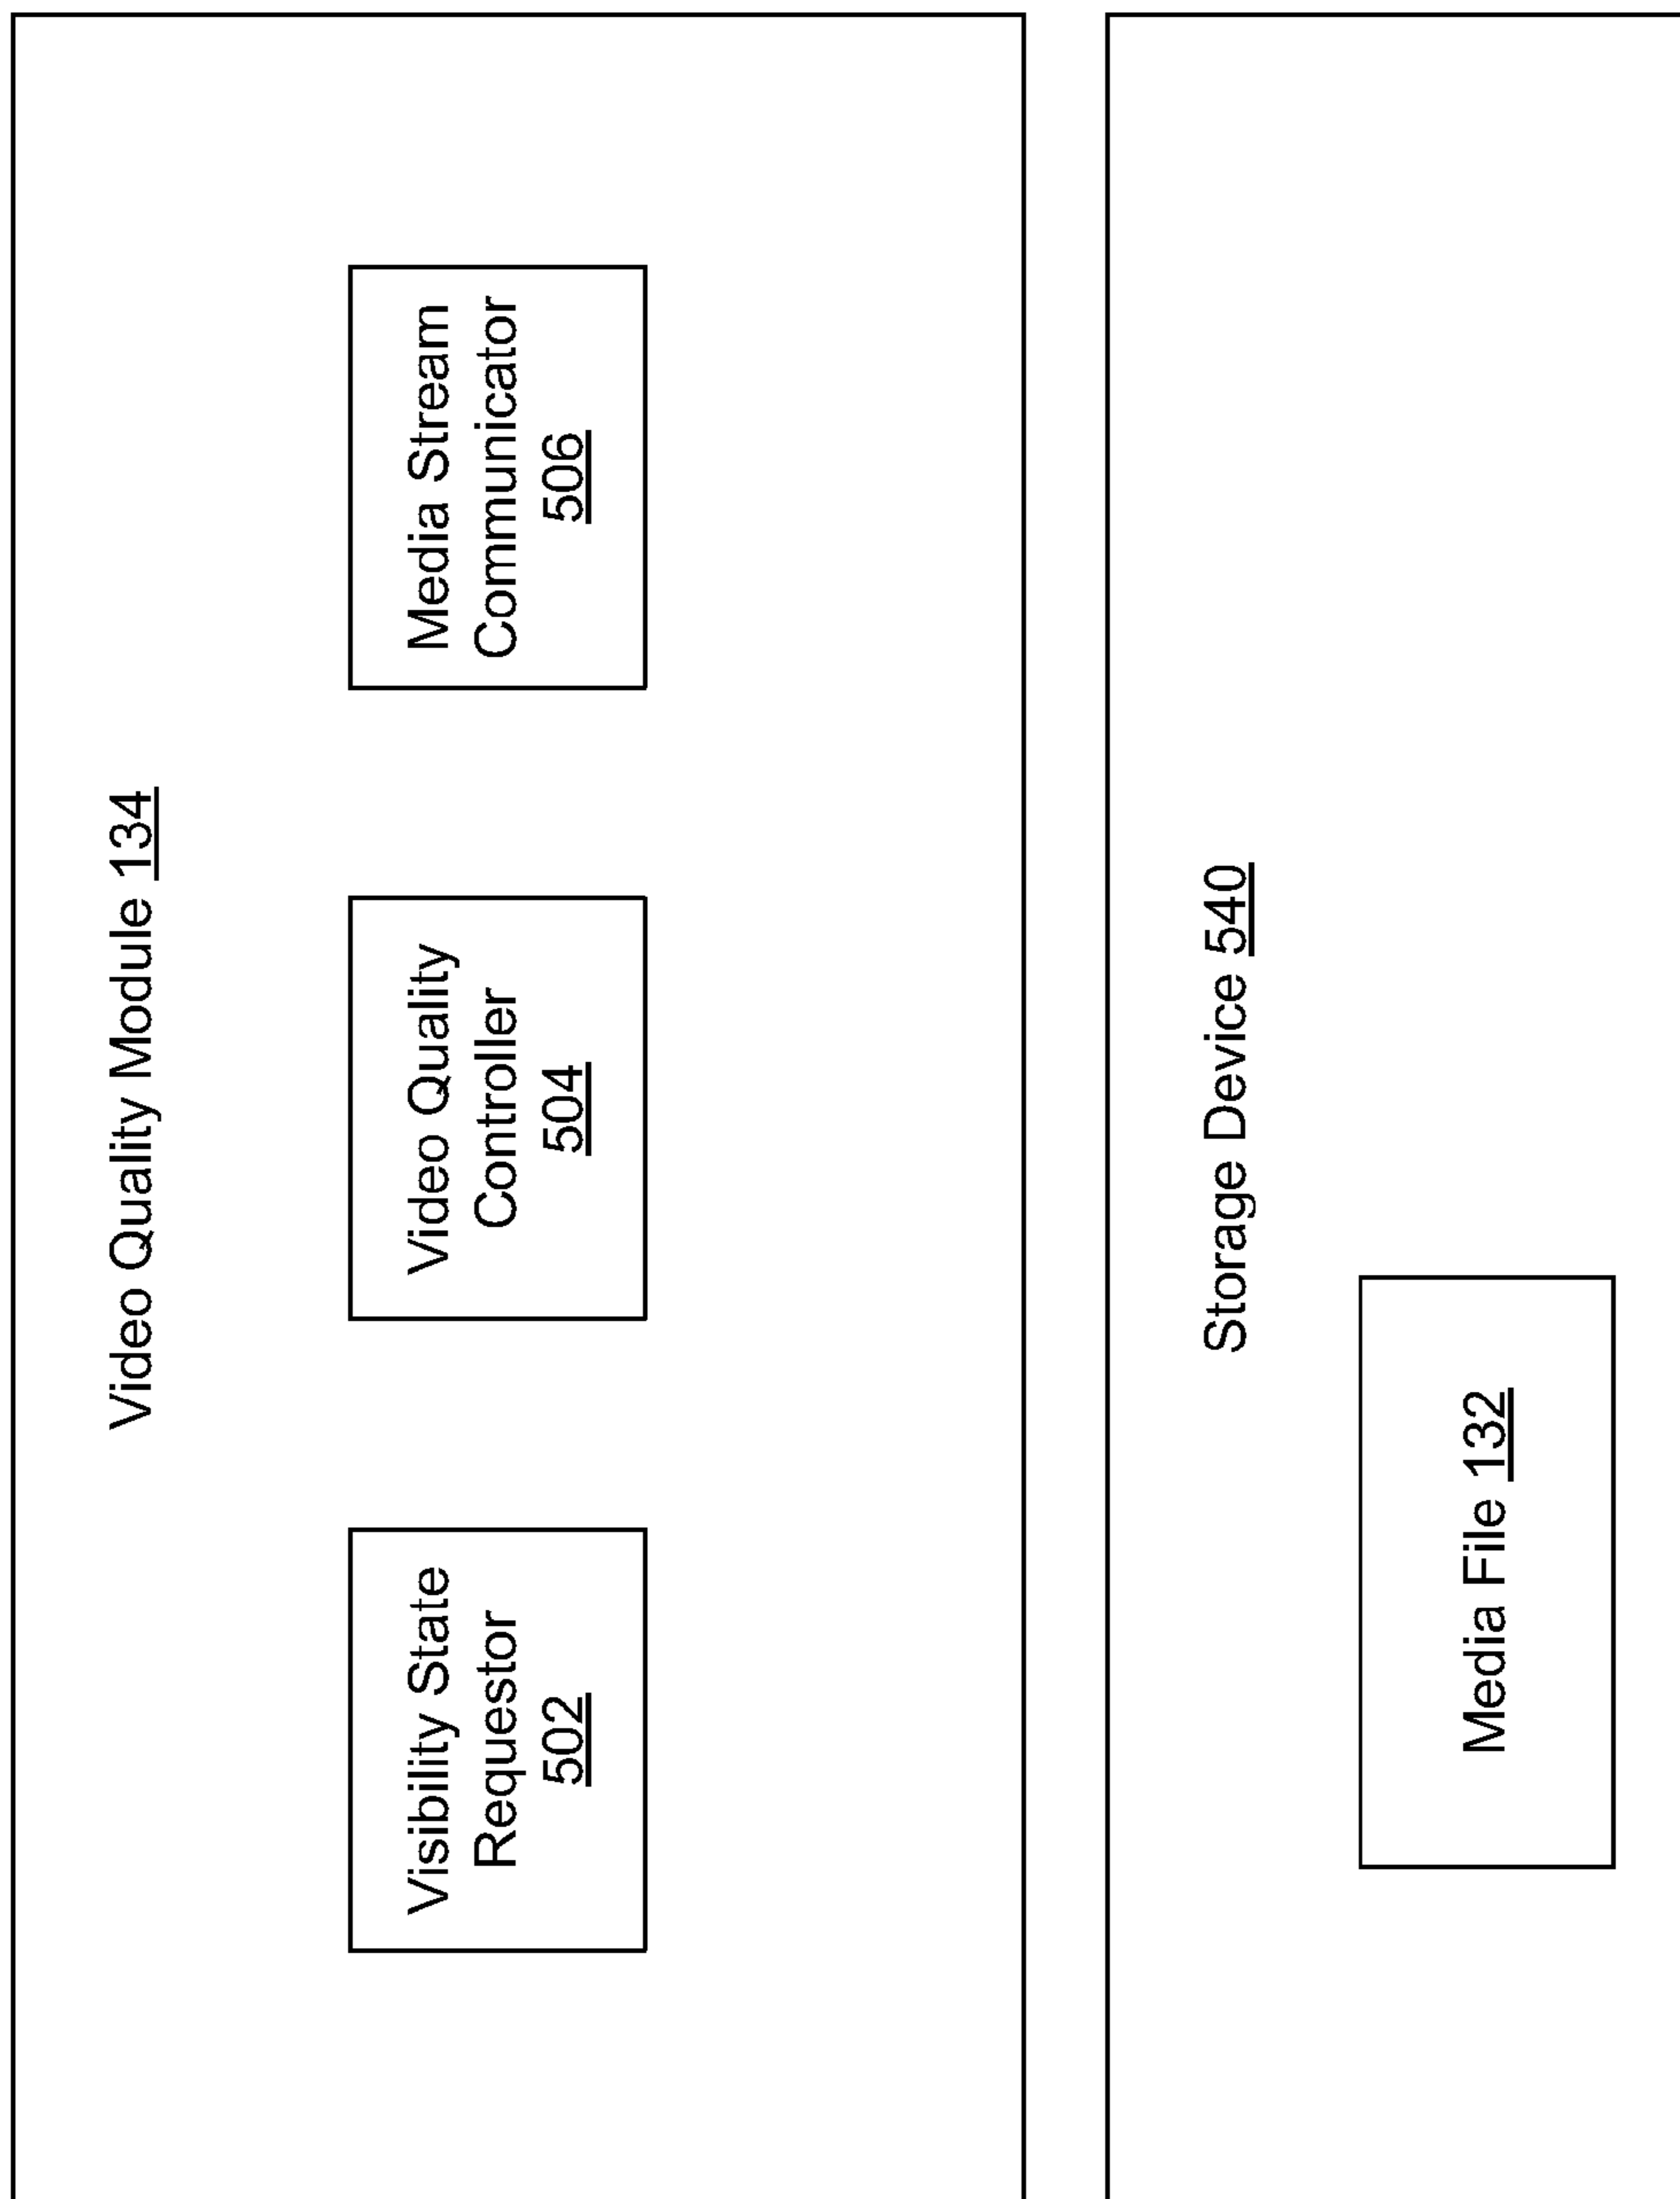 Video Quality Module 134
Visibility State
Requestor
502
Video Quality
Controller
504
Media Stream
Communicator
506
Storage Device 540
Media File 132